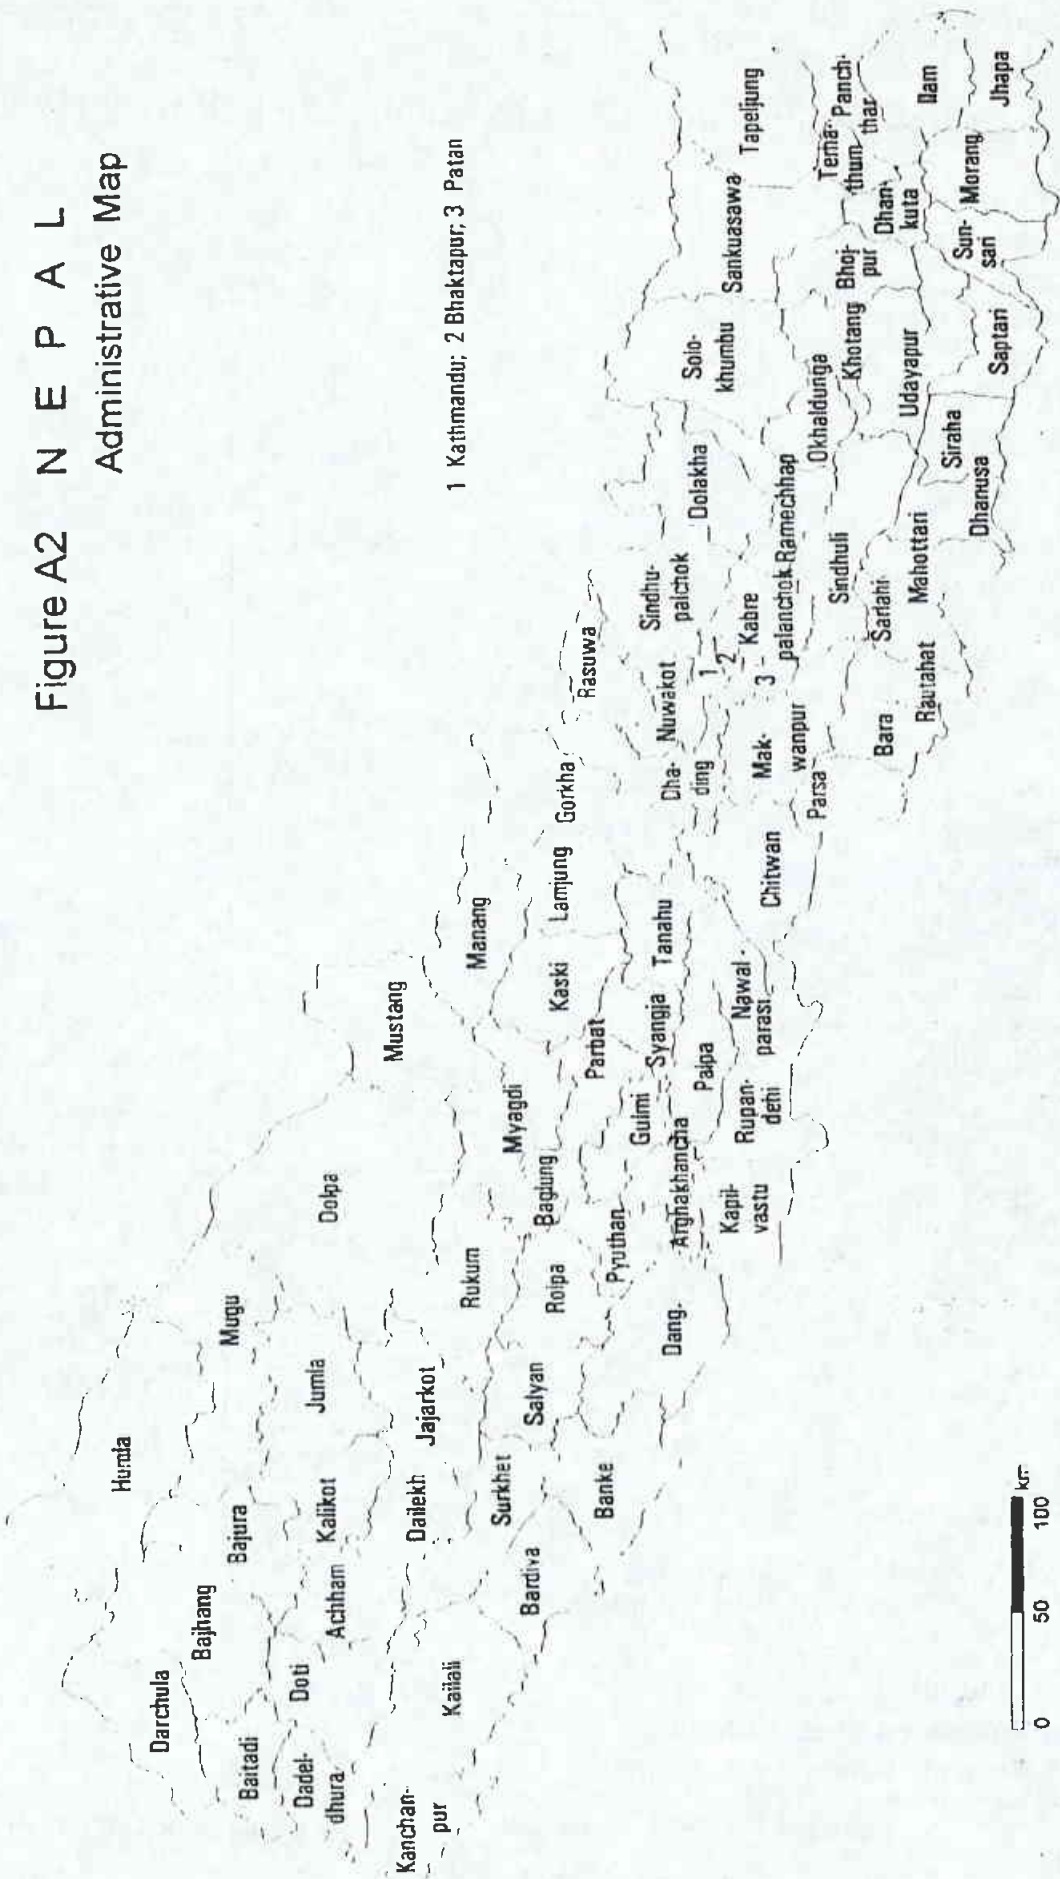 Figure A2 N E P A L
Administrative Map
1 Kathmandu; 2 Bhaktapur; 3 Patan
Humla
Darchula
Bajhang
Mugu
Bajura
Baitadi
Dolpa
Jumla
Kalikot
Achham
Doti
Dadel-
dhura
Mustang
Jajarkot
Dailekh
Kailali
Kanchan-
pur
Manang
Rukum
Myagdi
Surkhet
Salyan
Bardiya
Baglung
Rolpa
Kaski
Lamjung
Gorkha
Rasuwa
Banke
Parbat
Pyuthan
Gulmi
Syangja
Tanahu
Dang
Arghakhancha
Palpa
Kapil-
vastu
Rupan-
dehi
Nawal-
parasi
Chitwan
Dha-
ding
Nuwakot
Sindhu-
palchok
1
2
3
Kabre
palanchok
Mak-
wanpur
Parsa
Bara
Rautahat
Sarlahi
Mahottari
Dhanusa
Siraha
Sindhuli
Ramechhap
Dolakha
Solo-
khumbu
Okhaldunga
Khotang
Udayapur
Saptari
Sankuasawa
Bhoj-
pur
Dhan-
kuta
Sun-
sari
Morang
Tapeljung
Tema-
thum
Panch-
thar
Dam
Jhapa
0 50 100 km